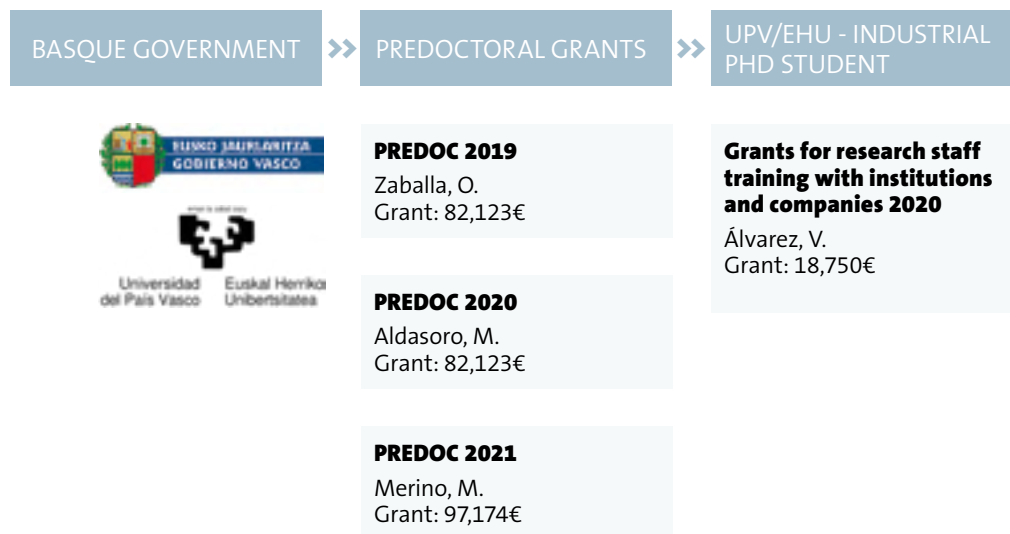 BASQUE GOVERNMENT
PREDOCTORAL GRANTS
UPV/EHU - INDUSTRIAL
PHD STUDENT
EUSKO JAURLARITZA
GOBIERNO VASCO
Universidad
del País Vasco
Euskal Herriko
Unibertsitatea
PREDOC 2019
Zaballa, O.
Grant: 82,123€
PREDOC 2020
Aldasoro, M.
Grant: 82,123€
PREDOC 2021
Merino, M.
Grant: 97,174€
Grants for research staff
training with institutions
and companies 2020
Álvarez, V.
Grant: 18,750€